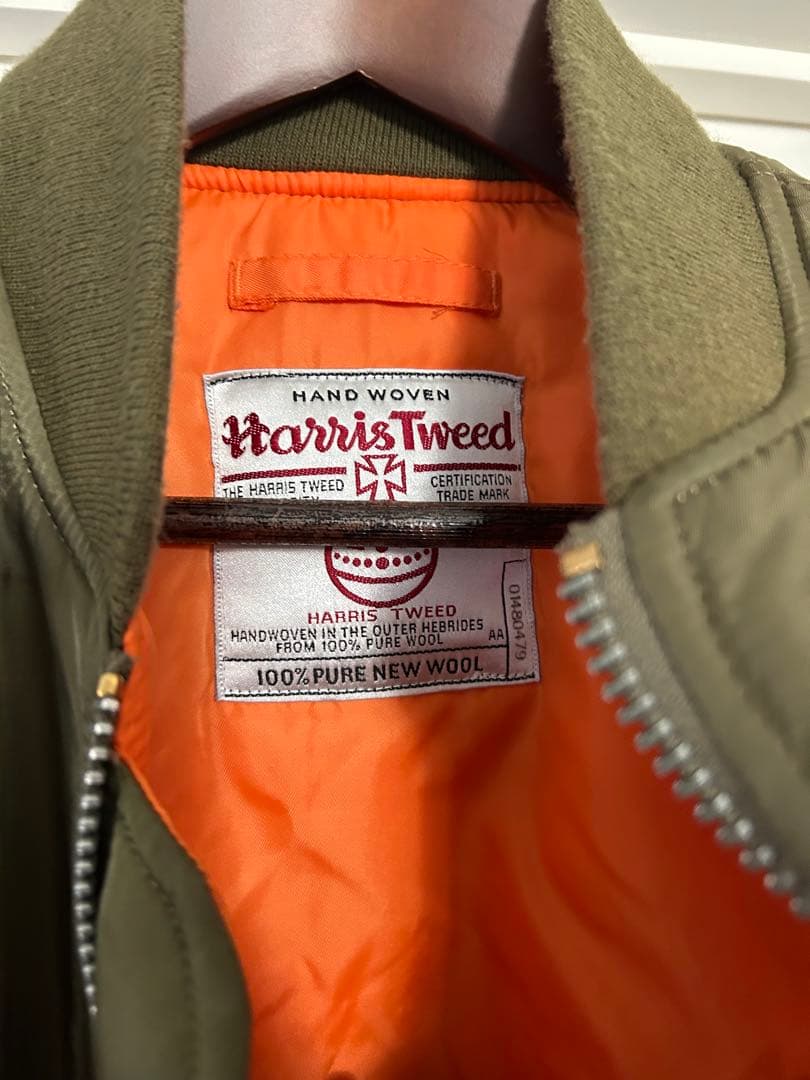 HAND WOVEN
Harris Tweed
THE HARRIS TWEED
CERTIFICATION
TRADE MARK
HARRIS TWEED
HANDWOVEN IN THE OUTER HEBRIDES
FROM 100% PURE WOOL
AA
01480479
100% PURE NEW WOOL